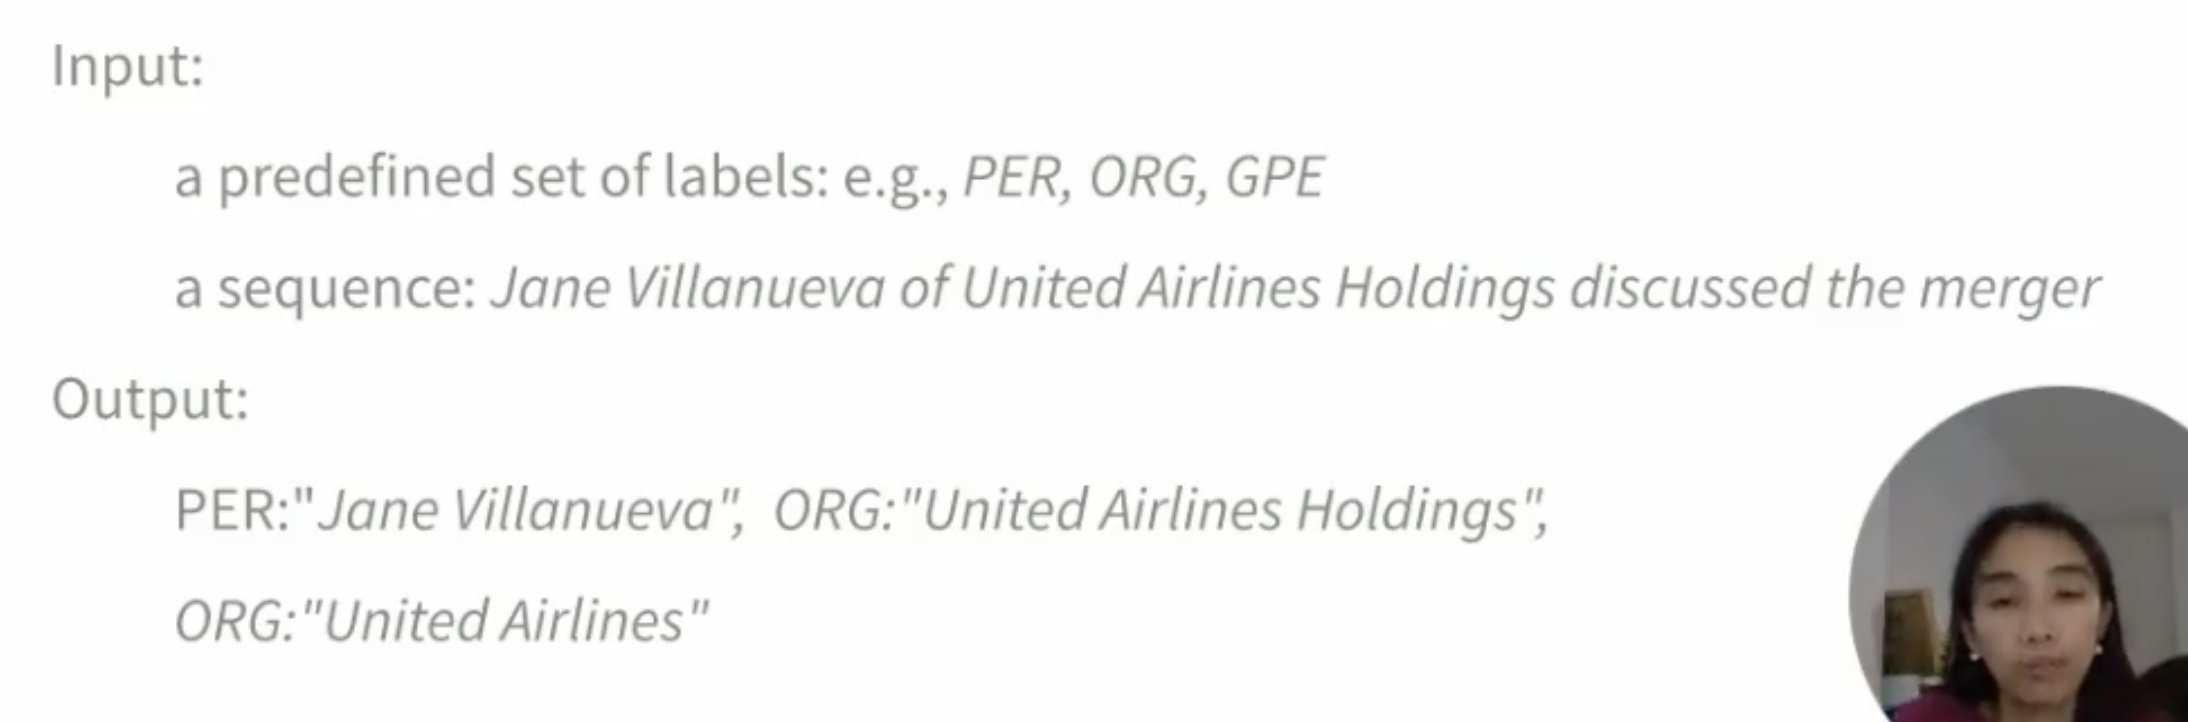 Input:
a predefined set of labels: e.g., PER, ORG, GPE
a sequence: Jane Villanueva of United Airlines Holdings discussed the merger
Output:
PER:"Jane Villanueva", ORG:"United Airlines Holdings",
ORG:"United Airlines"